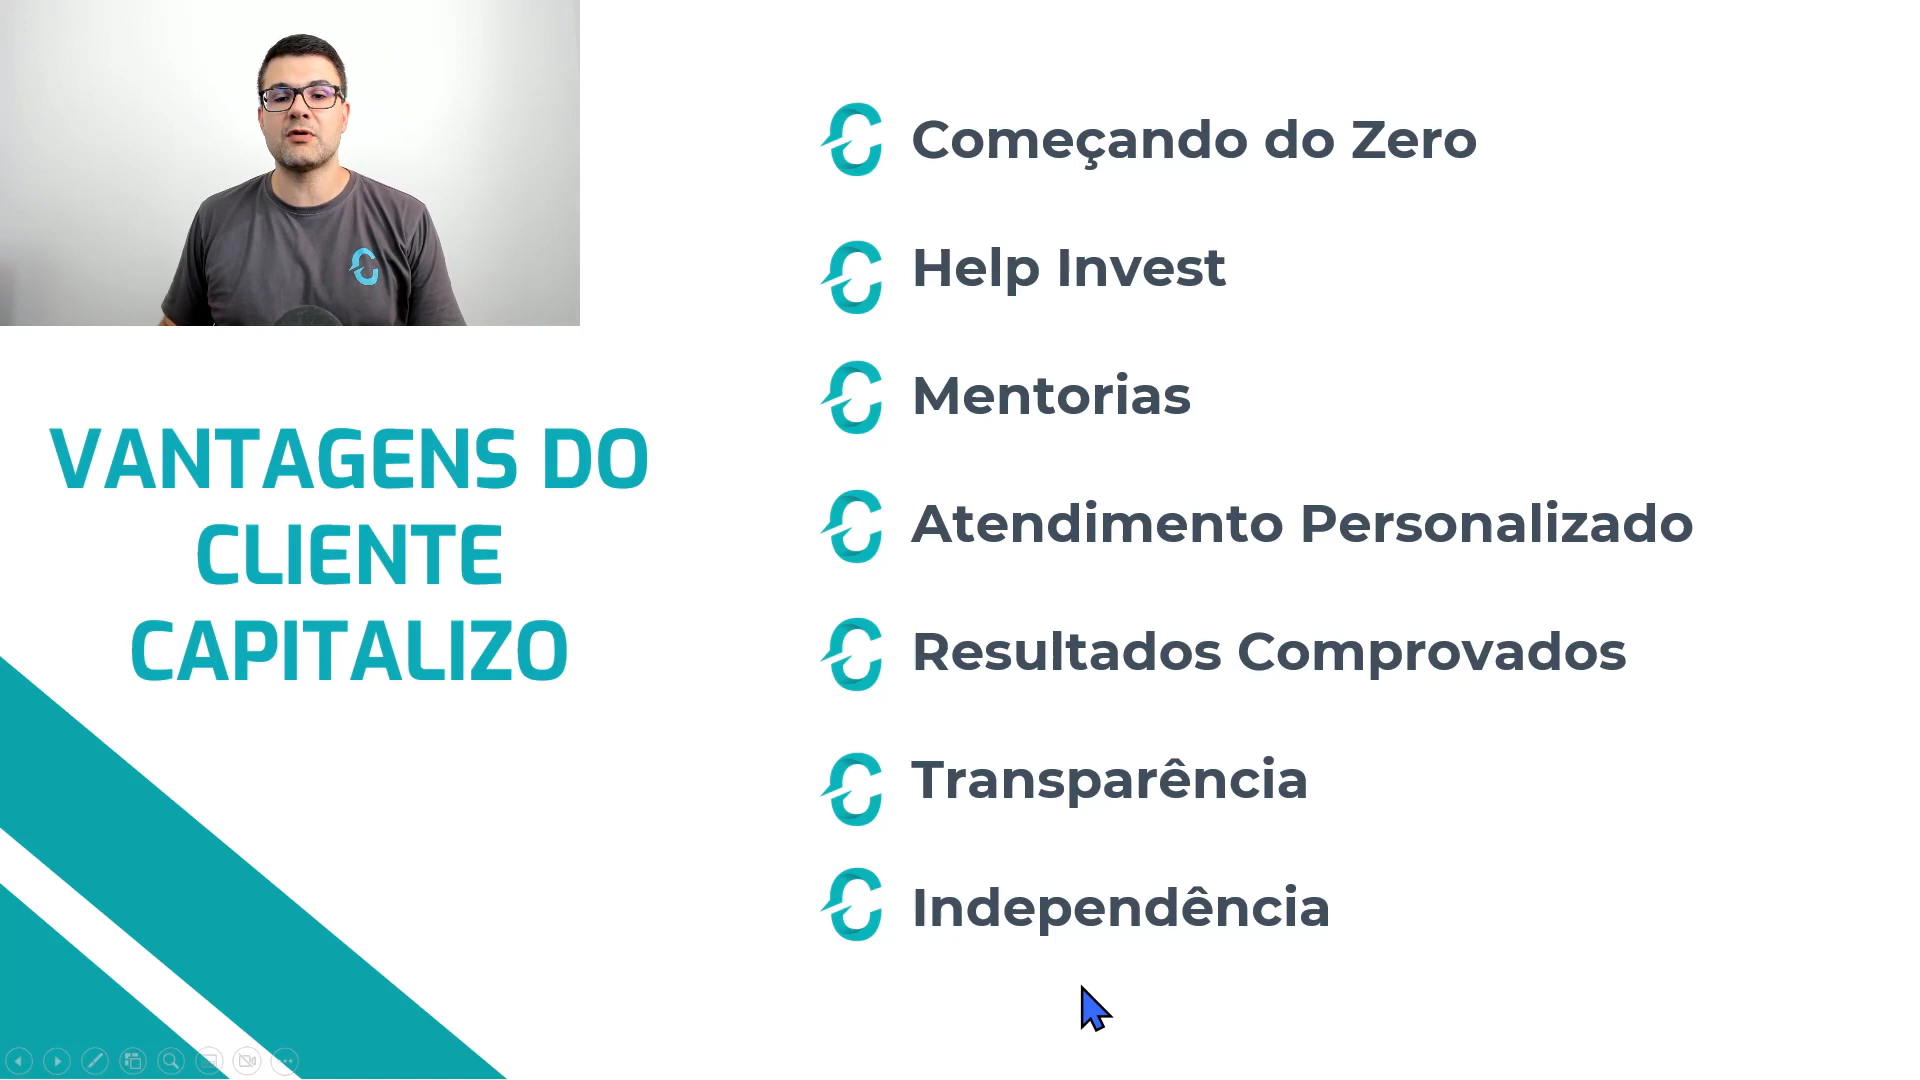 VANTAGENS DO
CLIENTE
CAPITALIZO
Começando do Zero
Help Invest
Mentorias
Atendimento Personalizado
Resultados Comprovados
Transparência
Independência